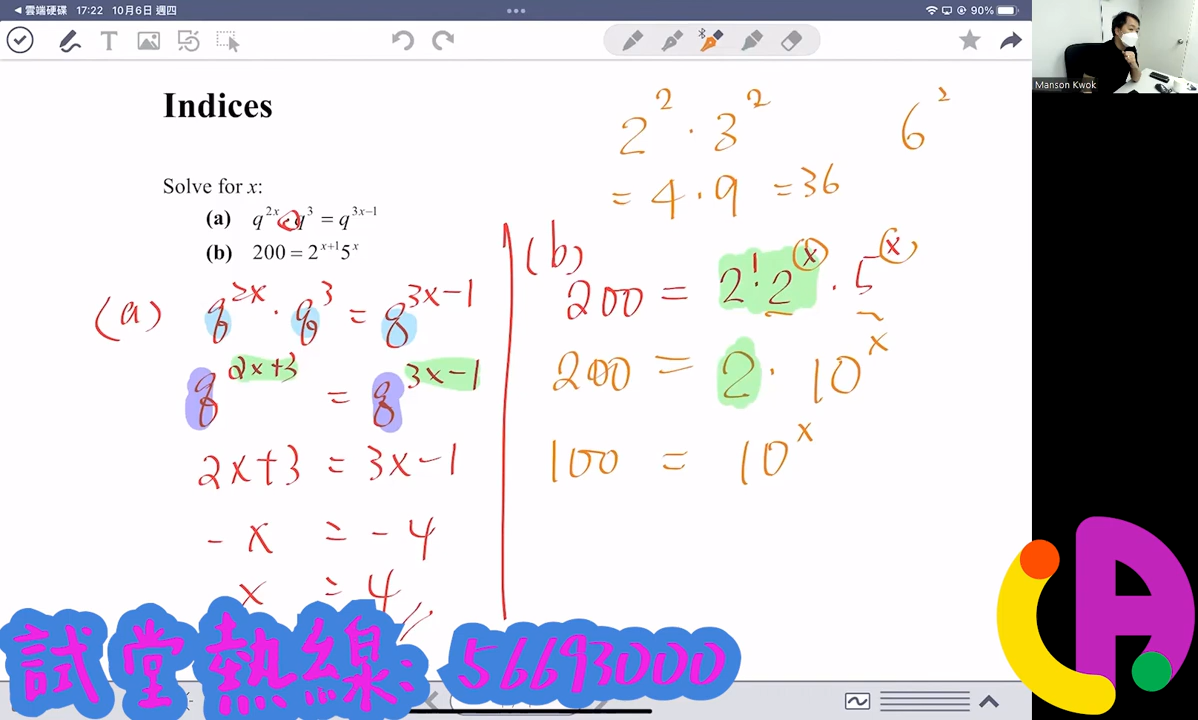 雲端硬碟 17:22 10月6日 週四
90%
T
Manson Kwok
Indices
Solve for x:
(a) q^{2x} · q^3 = q^{3x−1}
(b) 200 = 2^{x+1}5^x
2^2 · 3^2
6^2
= 4 · 9 = 36
(a) q^{2x} · q^3 = q^{3x−1}
q^{2x+3} = q^{3x−1}
2x+3 = 3x−1
−x = −4
x = 4
(b)
200 = 2^1 · 2^x · 5^x
200 = 2 · 10^x
100 = 10^x
試堂熱線: 56693000